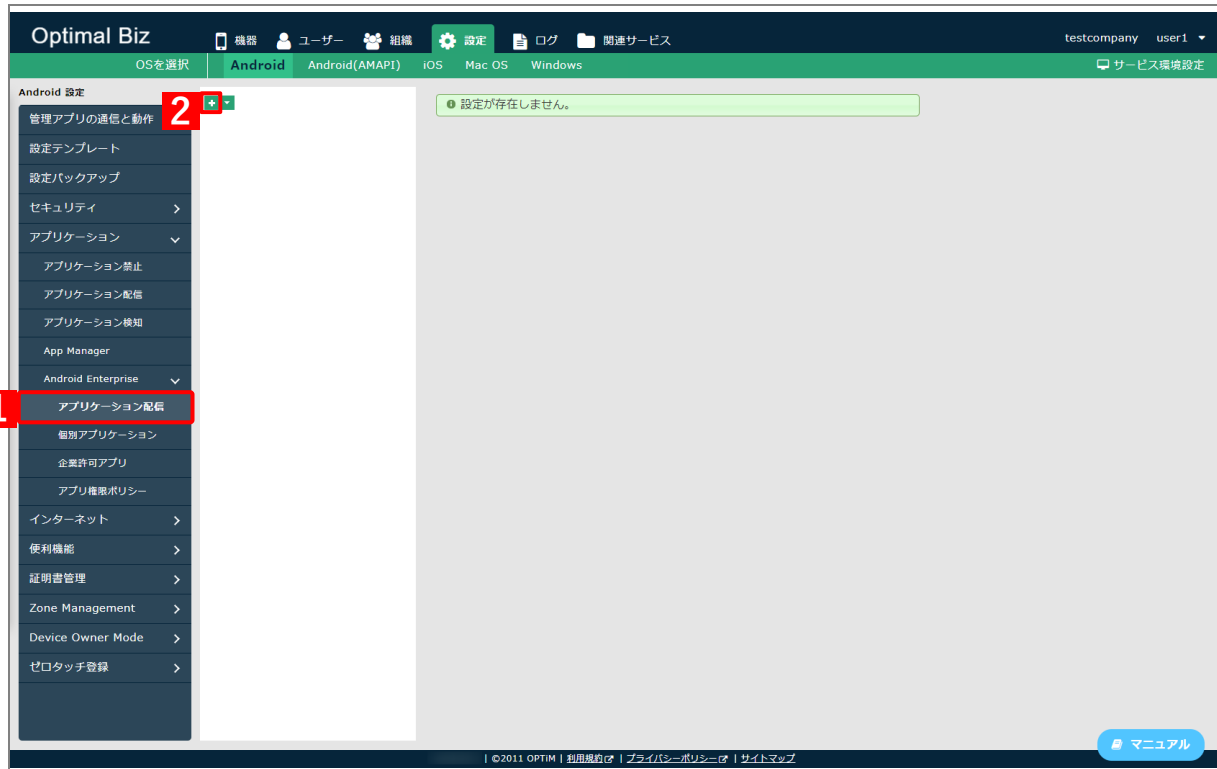 Optimal Biz
機器 ユーザー 組織 設定 ログ 関連サービス
testcompany user1
OSを選択 Android Android(AMAPI) iOS Mac OS Windows
サービス環境設定
Android 設定
管理アプリの通信と動作
2
設定が存在しません。
設定テンプレート
設定バックアップ
セキュリティ
アプリケーション
アプリケーション禁止
アプリケーション配信
アプリケーション検知
App Manager
Android Enterprise
1
アプリケーション配信
個別アプリケーション
企業許可アプリ
アプリ権限ポリシー
インターネット
便利機能
証明書管理
Zone Management
Device Owner Mode
ゼロタッチ登録
マニュアル
| ©2011 OPTiM | 利用規約 | プライバシーポリシー | サイトマップ